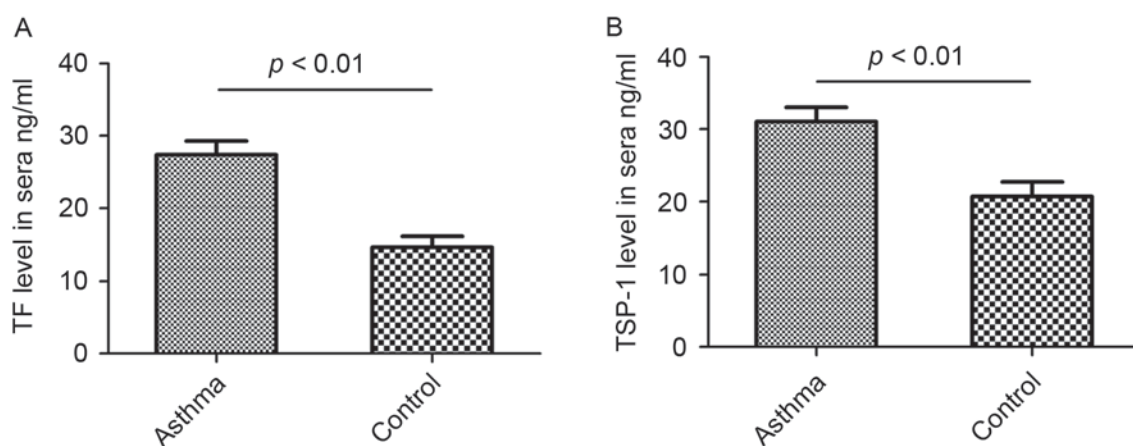 A
p < 0.01
TF level in sera ng/ml
40
30
20
10
0
Asthma
Control
B
p < 0.01
TSP-1 level in sera ng/ml
40
30
20
10
0
Asthma
Control